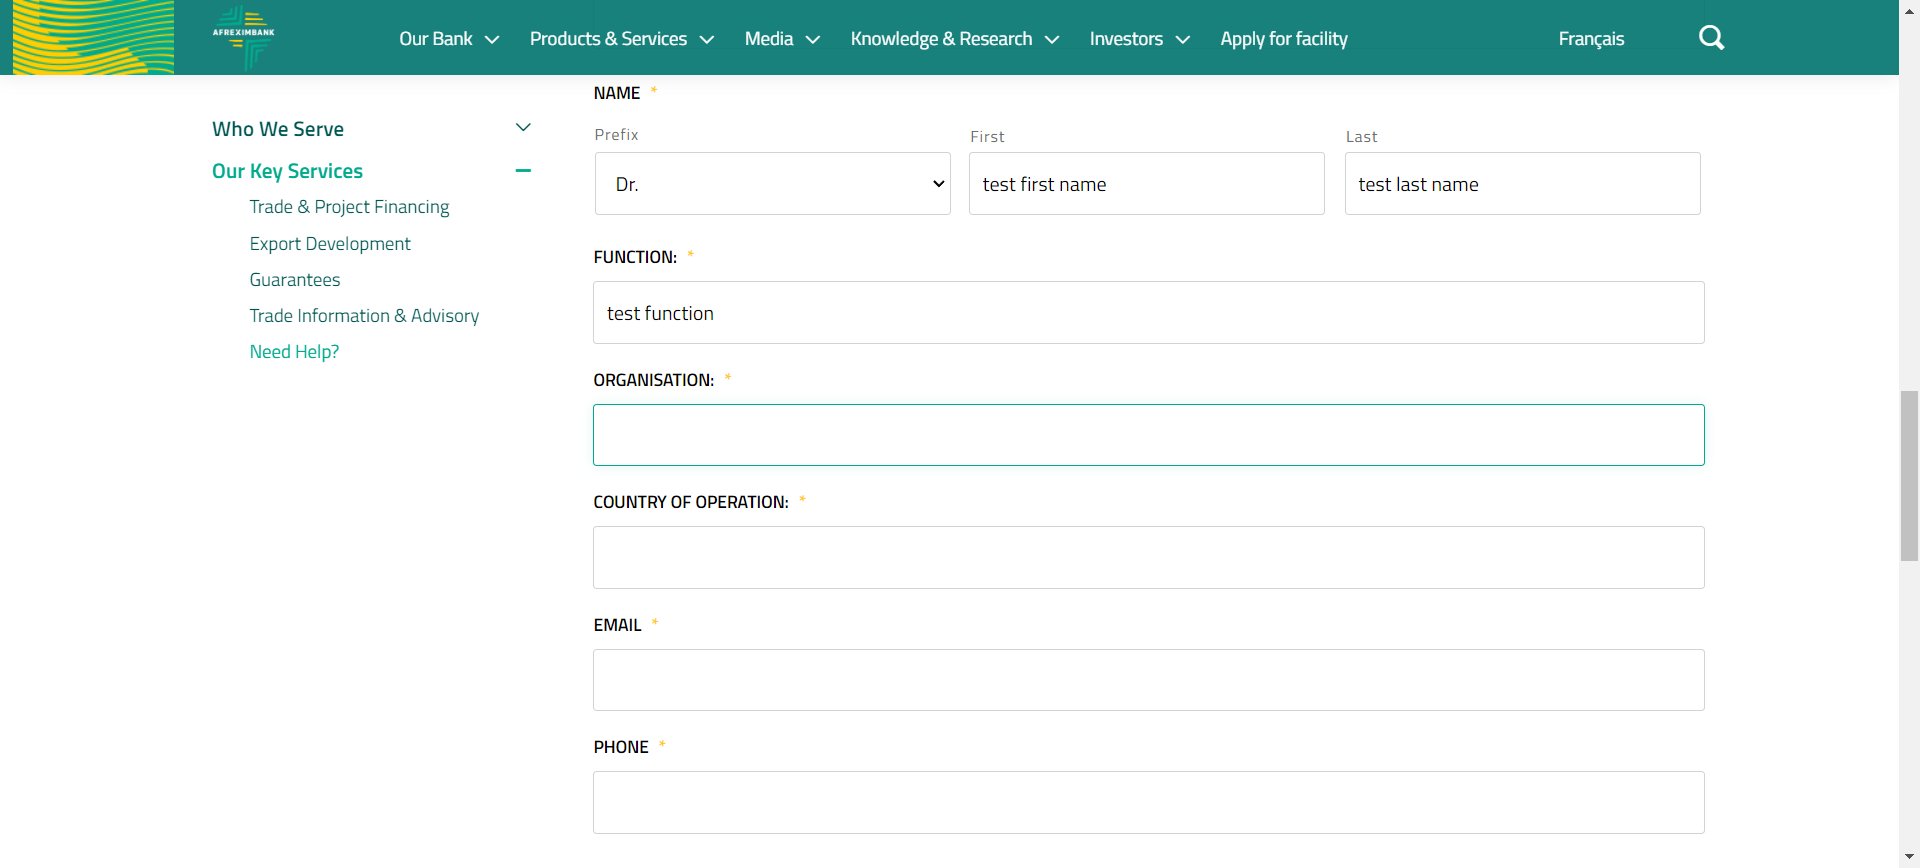 AFREXIMBANK
Our Bank Products & Services Media Knowledge & Research Investors Apply for facility Français
Who We Serve
Our Key Services
Trade & Project Financing
Export Development
Guarantees
Trade Information & Advisory
Need Help?
NAME *
Prefix First Last
Dr. test first name test last name
FUNCTION: *
test function
ORGANISATION: *
COUNTRY OF OPERATION: *
EMAIL *
PHONE *